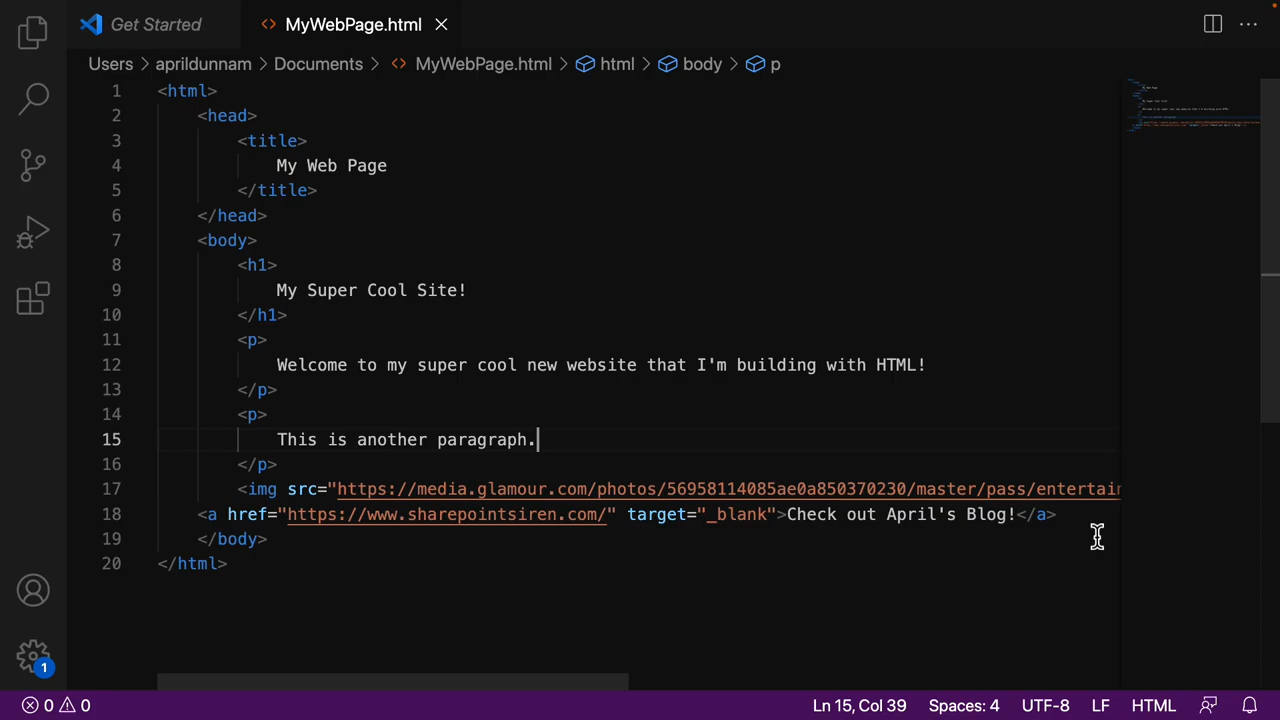 Get Started
MyWebPage.html
Users > aprildunnam > Documents > MyWebPage.html > html > body > p
1 <html>
2 <head>
3 <title>
4 My Web Page
5 </title>
6 </head>
7 <body>
8 <h1>
9 My Super Cool Site!
10 </h1>
11 <p>
12 Welcome to my super cool new website that I'm building with HTML!
13 </p>
14 <p>
15 This is another paragraph.
16 </p>
17 <img src="https://media.glamour.com/photos/56958114085ae0a850370230/master/pass/entertain
18 <a href="https://www.sharepointsiren.com/" target="_blank">Check out April's Blog!</a>
19 </body>
20 </html>
1
0 0 Ln 15, Col 39 Spaces: 4 UTF-8 LF HTML